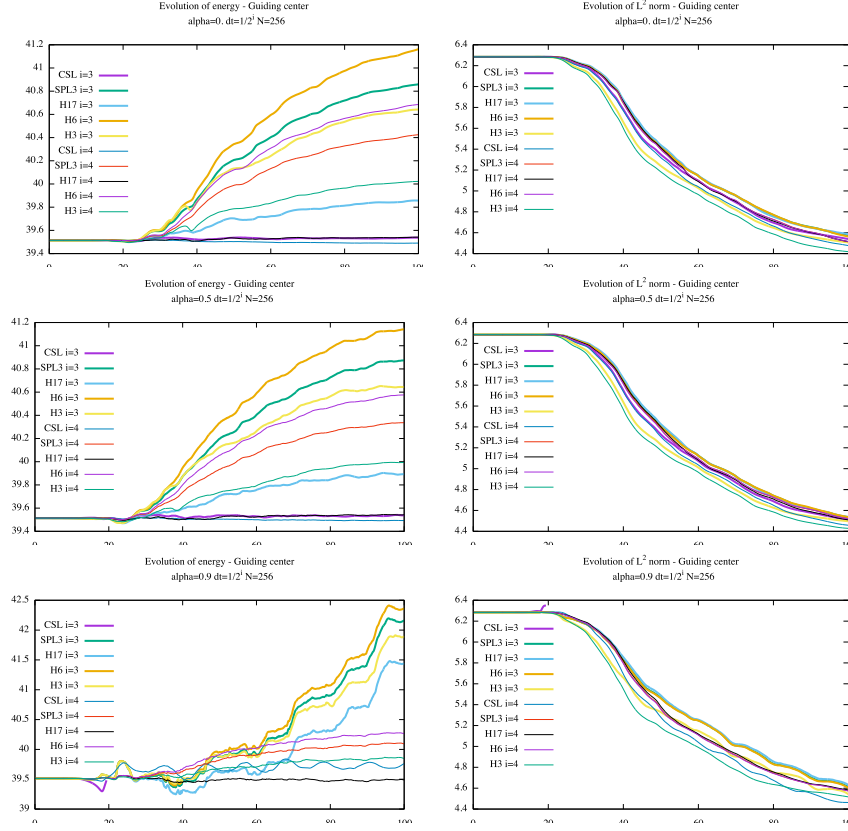 Evolution of energy - Guiding center
alpha=0. dt=1/2^i N=256
41.2
41
40.8
40.6
40.4
40.2
40
39.8
39.6
39.4
CSL i=3
SPL3 i=3
H17 i=3
H6 i=3
H3 i=3
CSL i=4
SPL3 i=4
H17 i=4
H6 i=4
H3 i=4
0 20 40 60 80 100
Evolution of L^2 norm - Guiding center
alpha=0. dt=1/2^i N=256
6.4
6.2
6
5.8
5.6
5.4
5.2
5
4.8
4.6
4.4
CSL i=3
SPL3 i=3
H17 i=3
H6 i=3
H3 i=3
CSL i=4
SPL3 i=4
H17 i=4
H6 i=4
H3 i=4
0 20 40 60 80 100
Evolution of energy - Guiding center
alpha=0.5 dt=1/2^i N=256
41.2
41
40.8
40.6
40.4
40.2
40
39.8
39.6
39.4
CSL i=3
SPL3 i=3
H17 i=3
H6 i=3
H3 i=3
CSL i=4
SPL3 i=4
H17 i=4
H6 i=4
H3 i=4
0 20 40 60 80 100
Evolution of L^2 norm - Guiding center
alpha=0.5 dt=1/2^i N=256
6.4
6.2
6
5.8
5.6
5.4
5.2
5
4.8
4.6
4.4
CSL i=3
SPL3 i=3
H17 i=3
H6 i=3
H3 i=3
CSL i=4
SPL3 i=4
H17 i=4
H6 i=4
H3 i=4
0 20 40 60 80 100
Evolution of energy - Guiding center
alpha=0.9 dt=1/2^i N=256
42.5
42
41.5
41
40.5
40
39.5
39
CSL i=3
SPL3 i=3
H17 i=3
H6 i=3
H3 i=3
CSL i=4
SPL3 i=4
H17 i=4
H6 i=4
H3 i=4
0 20 40 60 80 100
Evolution of L^2 norm - Guiding center
alpha=0.9 dt=1/2^i N=256
6.4
6.2
6
5.8
5.6
5.4
5.2
5
4.8
4.6
4.4
CSL i=3
SPL3 i=3
H17 i=3
H6 i=3
H3 i=3
CSL i=4
SPL3 i=4
H17 i=4
H6 i=4
H3 i=4
0 20 40 60 80 100